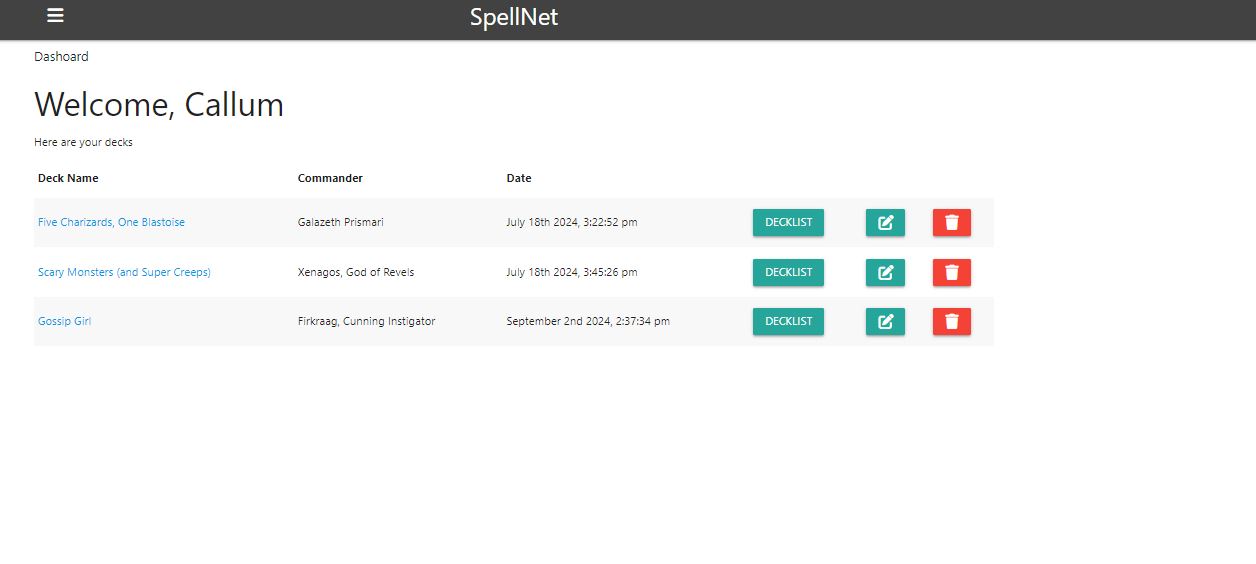 SpellNet
Dashoard
Welcome, Callum
Here are your decks
Deck Name Commander Date
Five Charizards, One Blastoise Galazeth Prismari July 18th 2024, 3:22:52 pm DECKLIST
Scary Monsters (and Super Creeps) Xenagos, God of Revels July 18th 2024, 3:45:26 pm DECKLIST
Gossip Girl Firkraag, Cunning Instigator September 2nd 2024, 2:37:34 pm DECKLIST